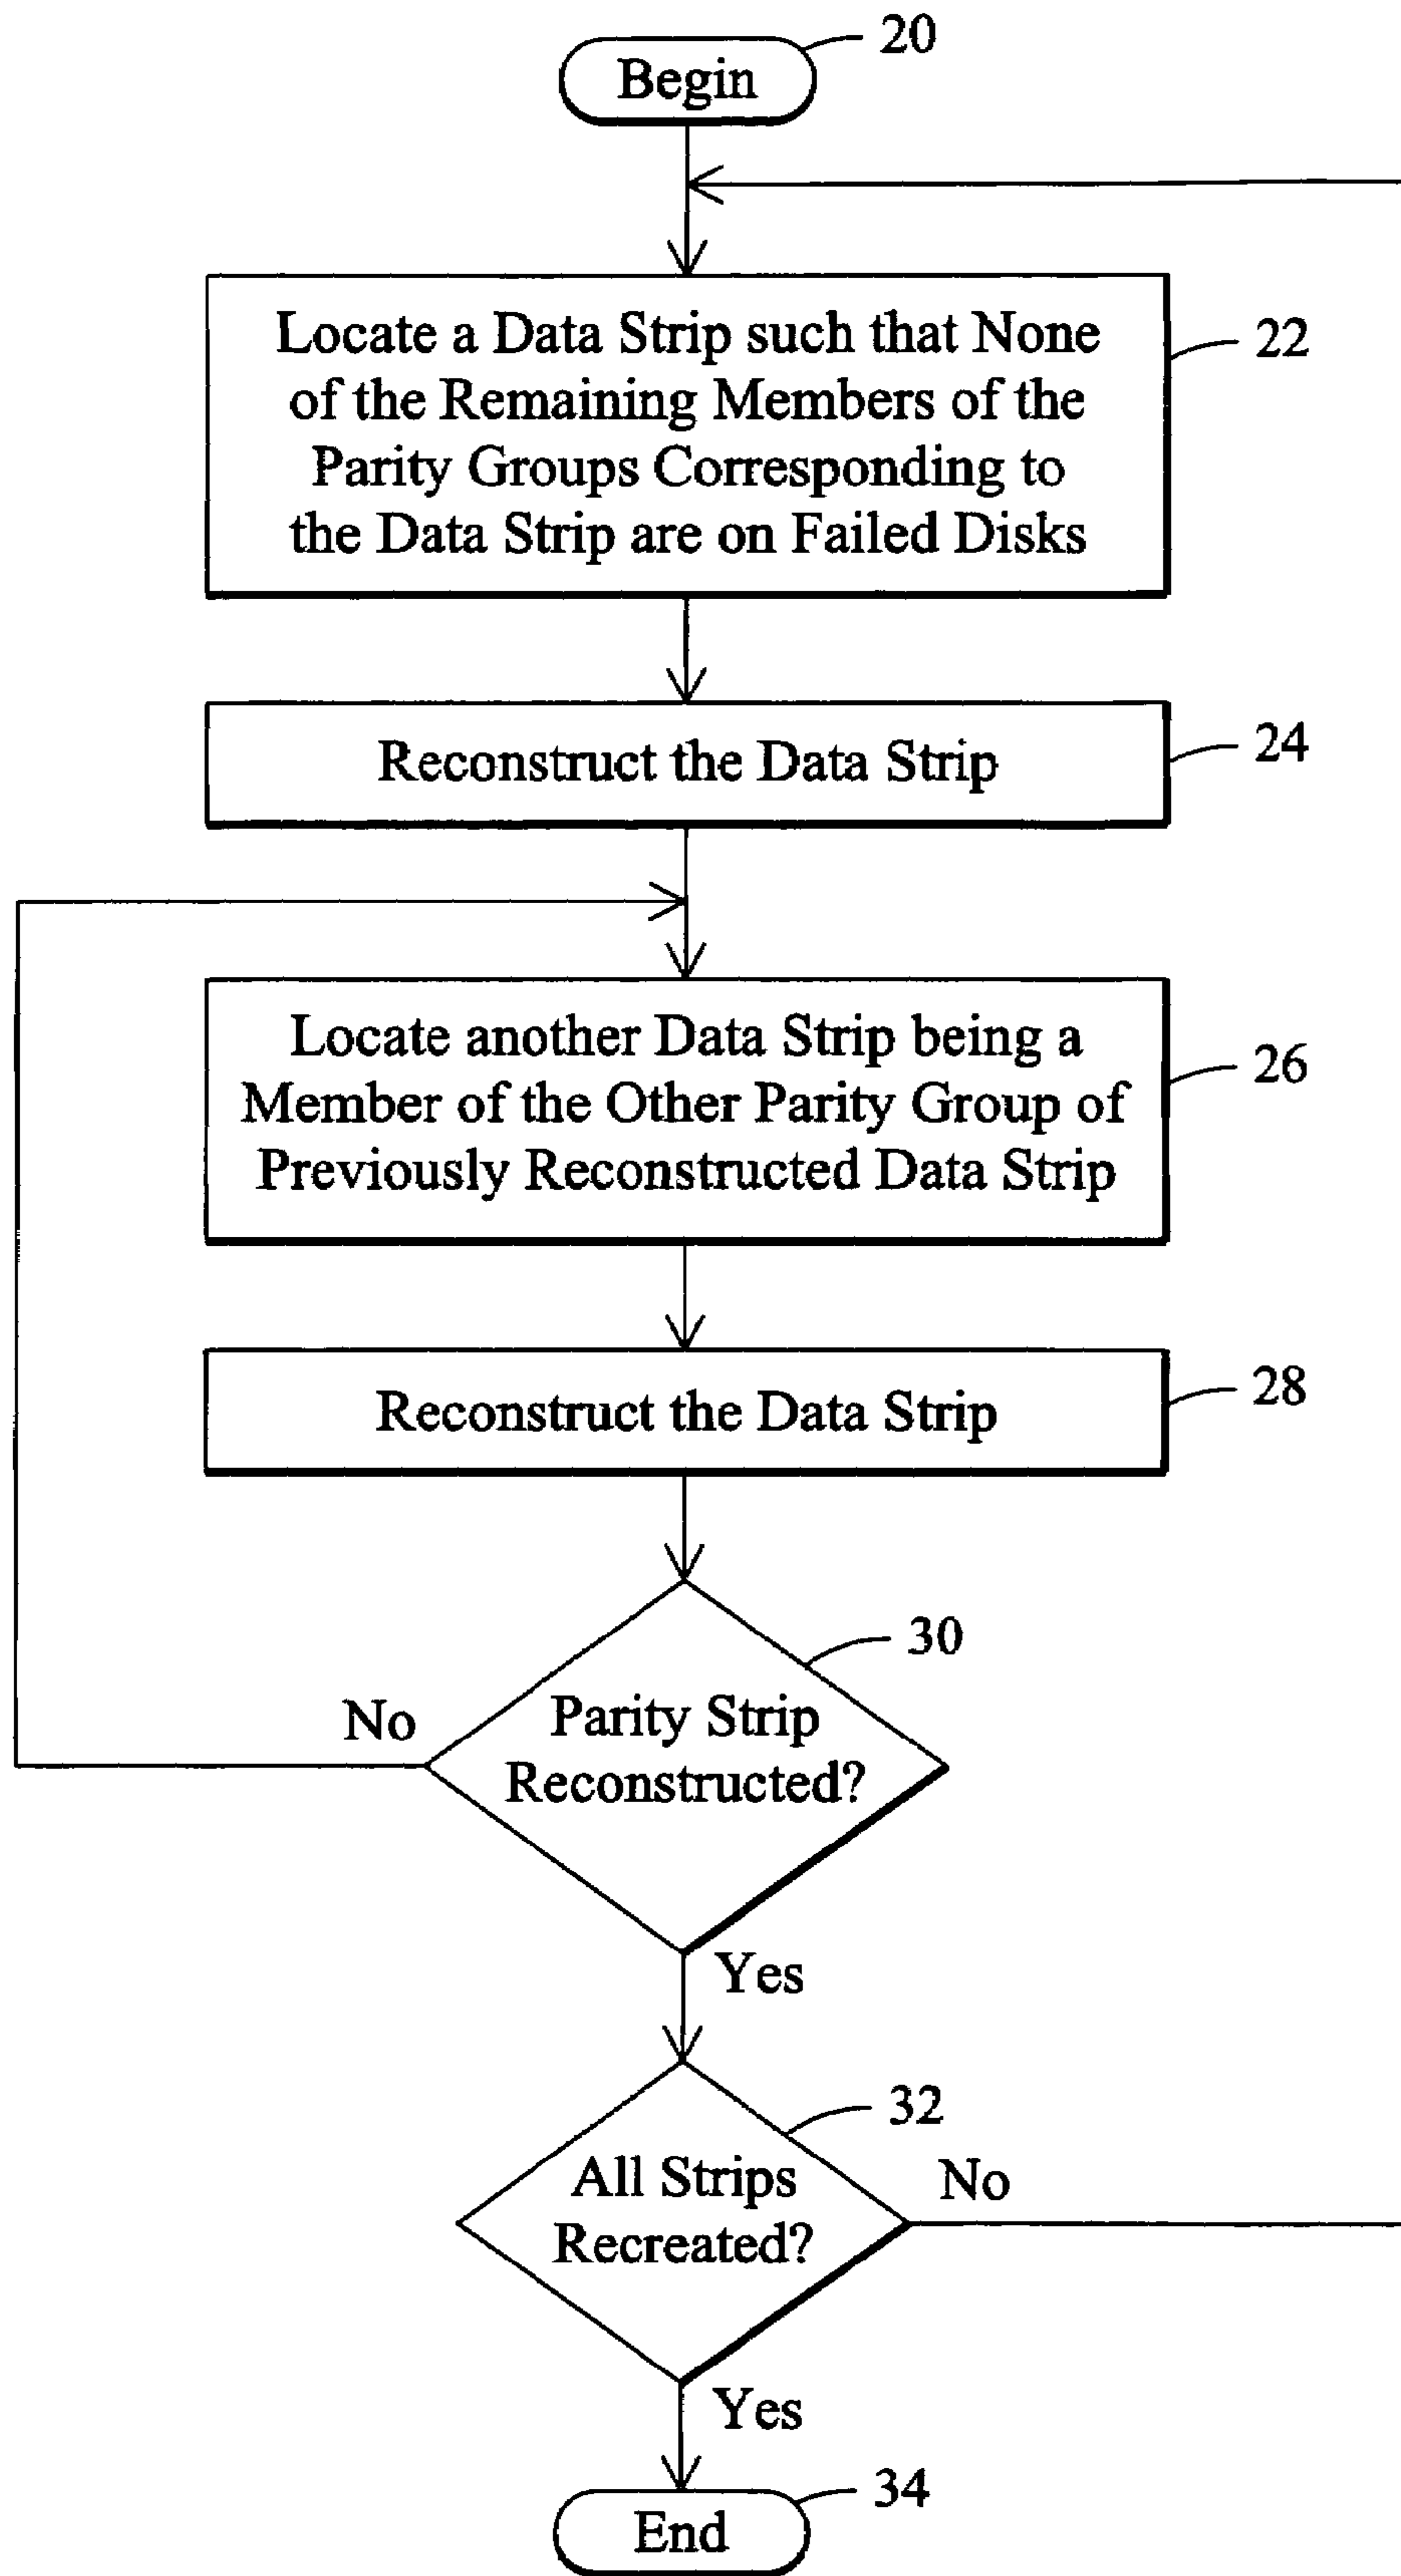 Begin
20
Locate a Data Strip such that None
of the Remaining Members of the
Parity Groups Corresponding to
the Data Strip are on Failed Disks
22
Reconstruct the Data Strip
24
Locate another Data Strip being a
Member of the Other Parity Group of
Previously Reconstructed Data Strip
26
Reconstruct the Data Strip
28
30
No
Parity Strip
Reconstructed?
Yes
32
All Strips
Recreated?
No
Yes
34
End